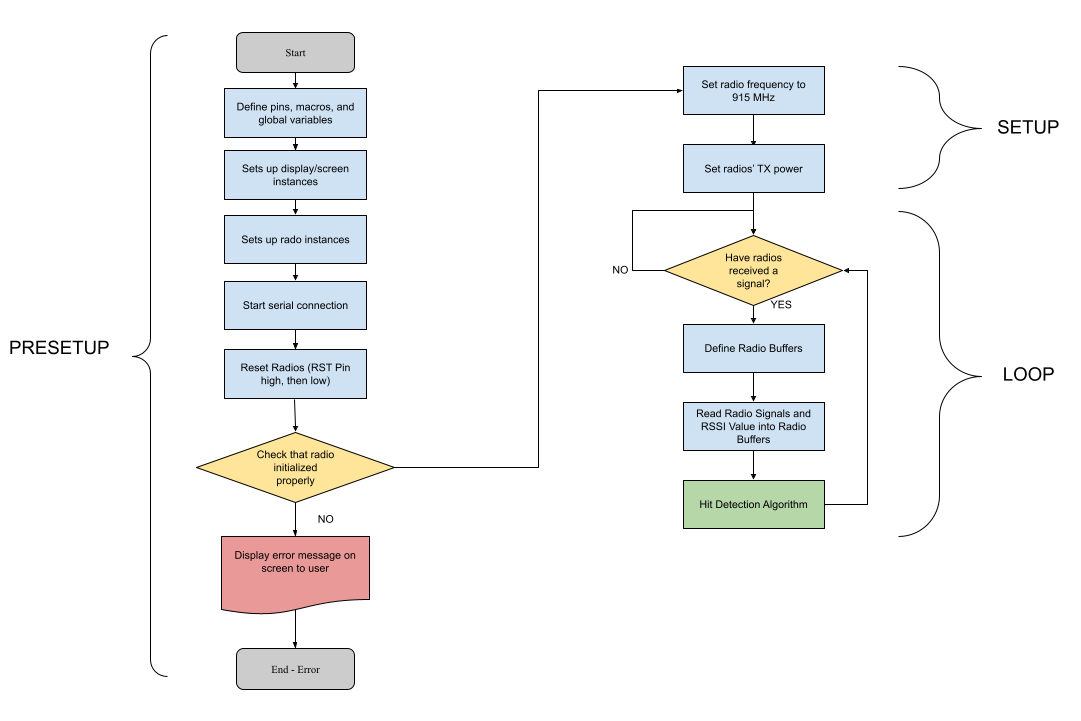 Start
Define pins, macros, and
global variables
Sets up display/screen
instances
Sets up rado instances
Start serial connection
Reset Radios (RST Pin
high, then low)
Check that radio
initialized
properly
NO
Display error message on
screen to user
End - Error
PRESETUP
Set radio frequency to
915 MHz
Set radios' TX power
SETUP
Have radios
received a
signal?
NO
YES
Define Radio Buffers
Read Radio Signals and
RSSI Value into Radio
Buffers
Hit Detection Algorithm
LOOP